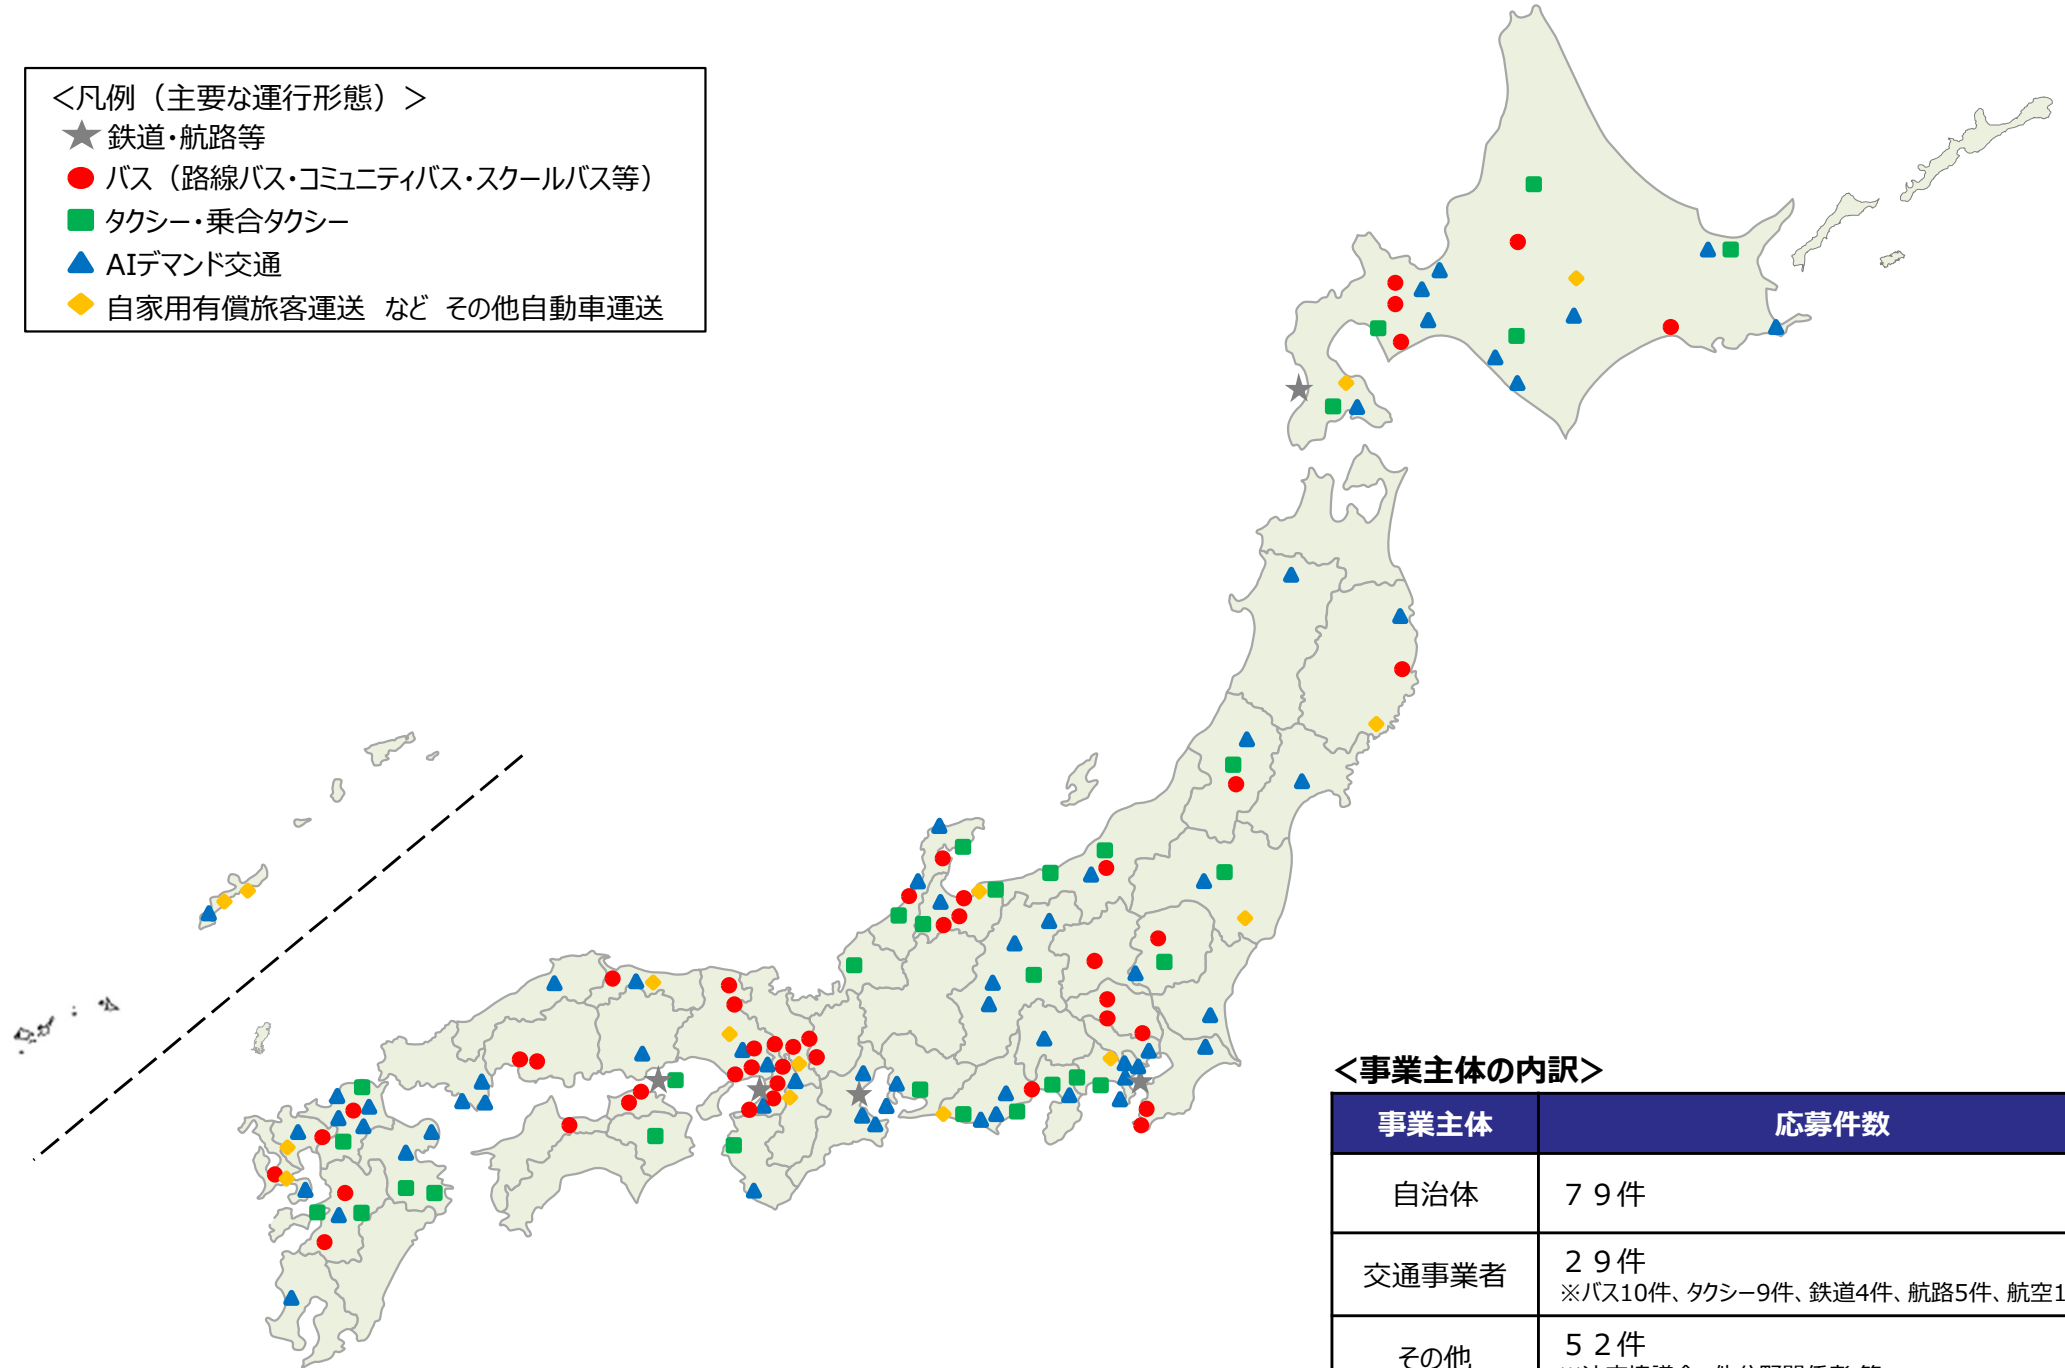 ＜凡例（主要な運行形態）＞
鉄道・航路等
バス（路線バス・コミュニティバス・スクールバス等）
タクシー・乗合タクシー
AIデマンド交通
自家用有償旅客運送 など その他自動車運送
＜事業主体の内訳＞
事業主体 応募件数
自治体 ７９件
交通事業者 ２９件
※バス10件、タクシー9件、鉄道4件、航路5件、航空1
その他 ５２件